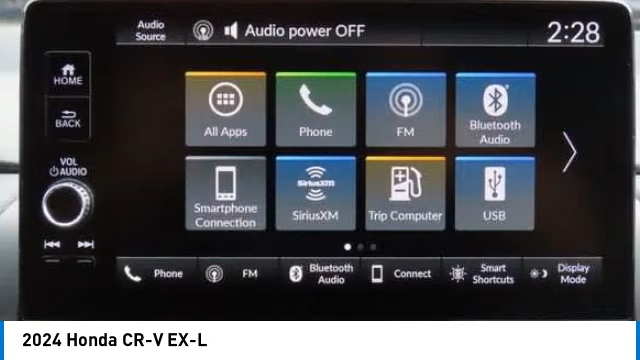 Audio
Source
Audio power OFF
2:28
HOME
BACK
VOL
AUDIO
All Apps
Phone
FM
Bluetooth
Audio
Smartphone
Connection
SiriusXM
SiriusXM
Trip Computer
USB
Phone
FM
Bluetooth
Audio
Connect
Smart
Shortcuts
Display
Mode
2024 Honda CR-V EX-L